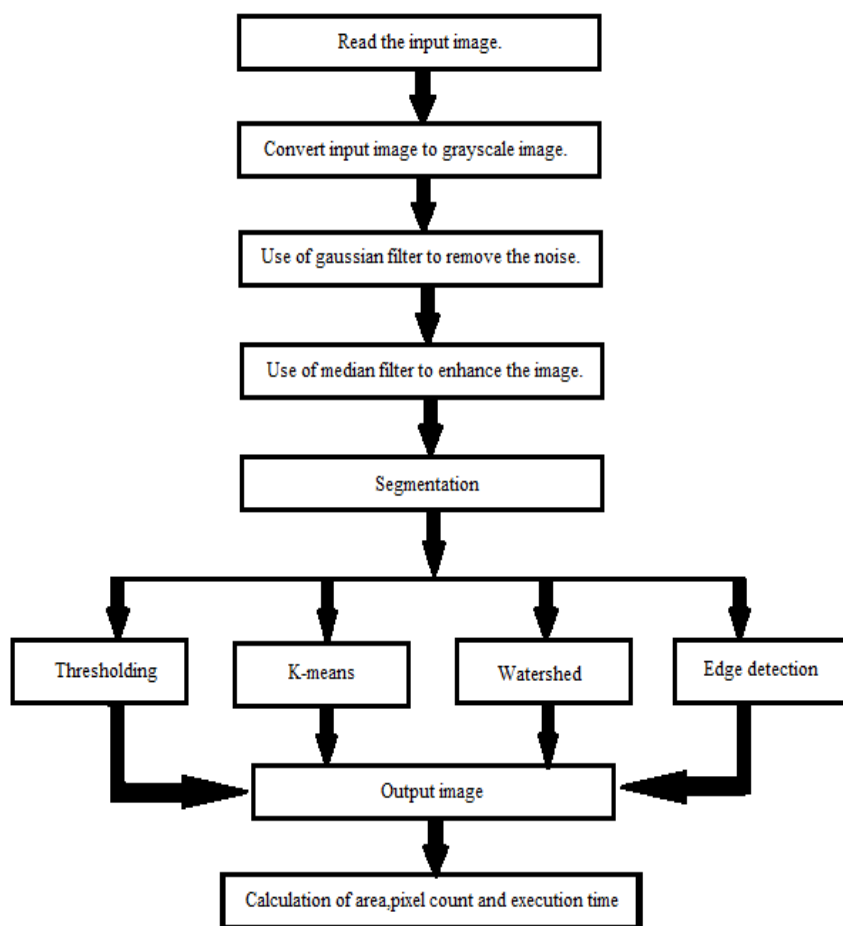 Read the input image.
Convert input image to grayscale image.
Use of gaussian filter to remove the noise.
Use of median filter to enhance the image.
Segmentation
Thresholding
K-means
Watershed
Edge detection
Output image
Calculation of area,pixel count and execution time